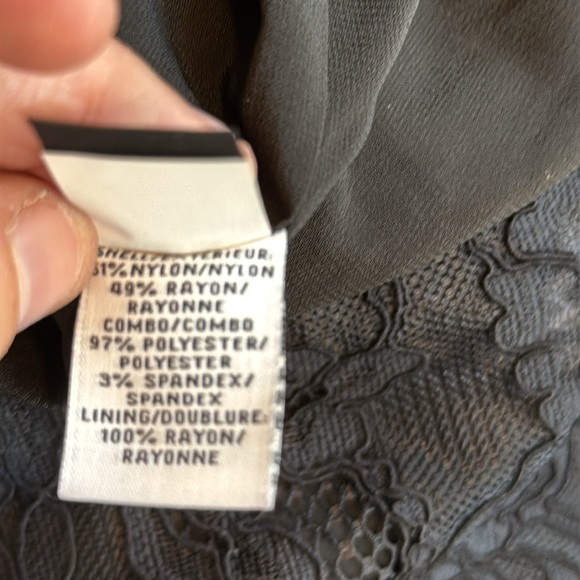 SHELL/EXTERIEUR:
51% NYLON/NYLON
49% RAYON/
RAYONNE
COMBO/COMBO
97% POLYESTER/
POLYESTER
3% SPANDEX/
SPANDEX
LINING/DOUBLURE:
100% RAYON/
RAYONNE